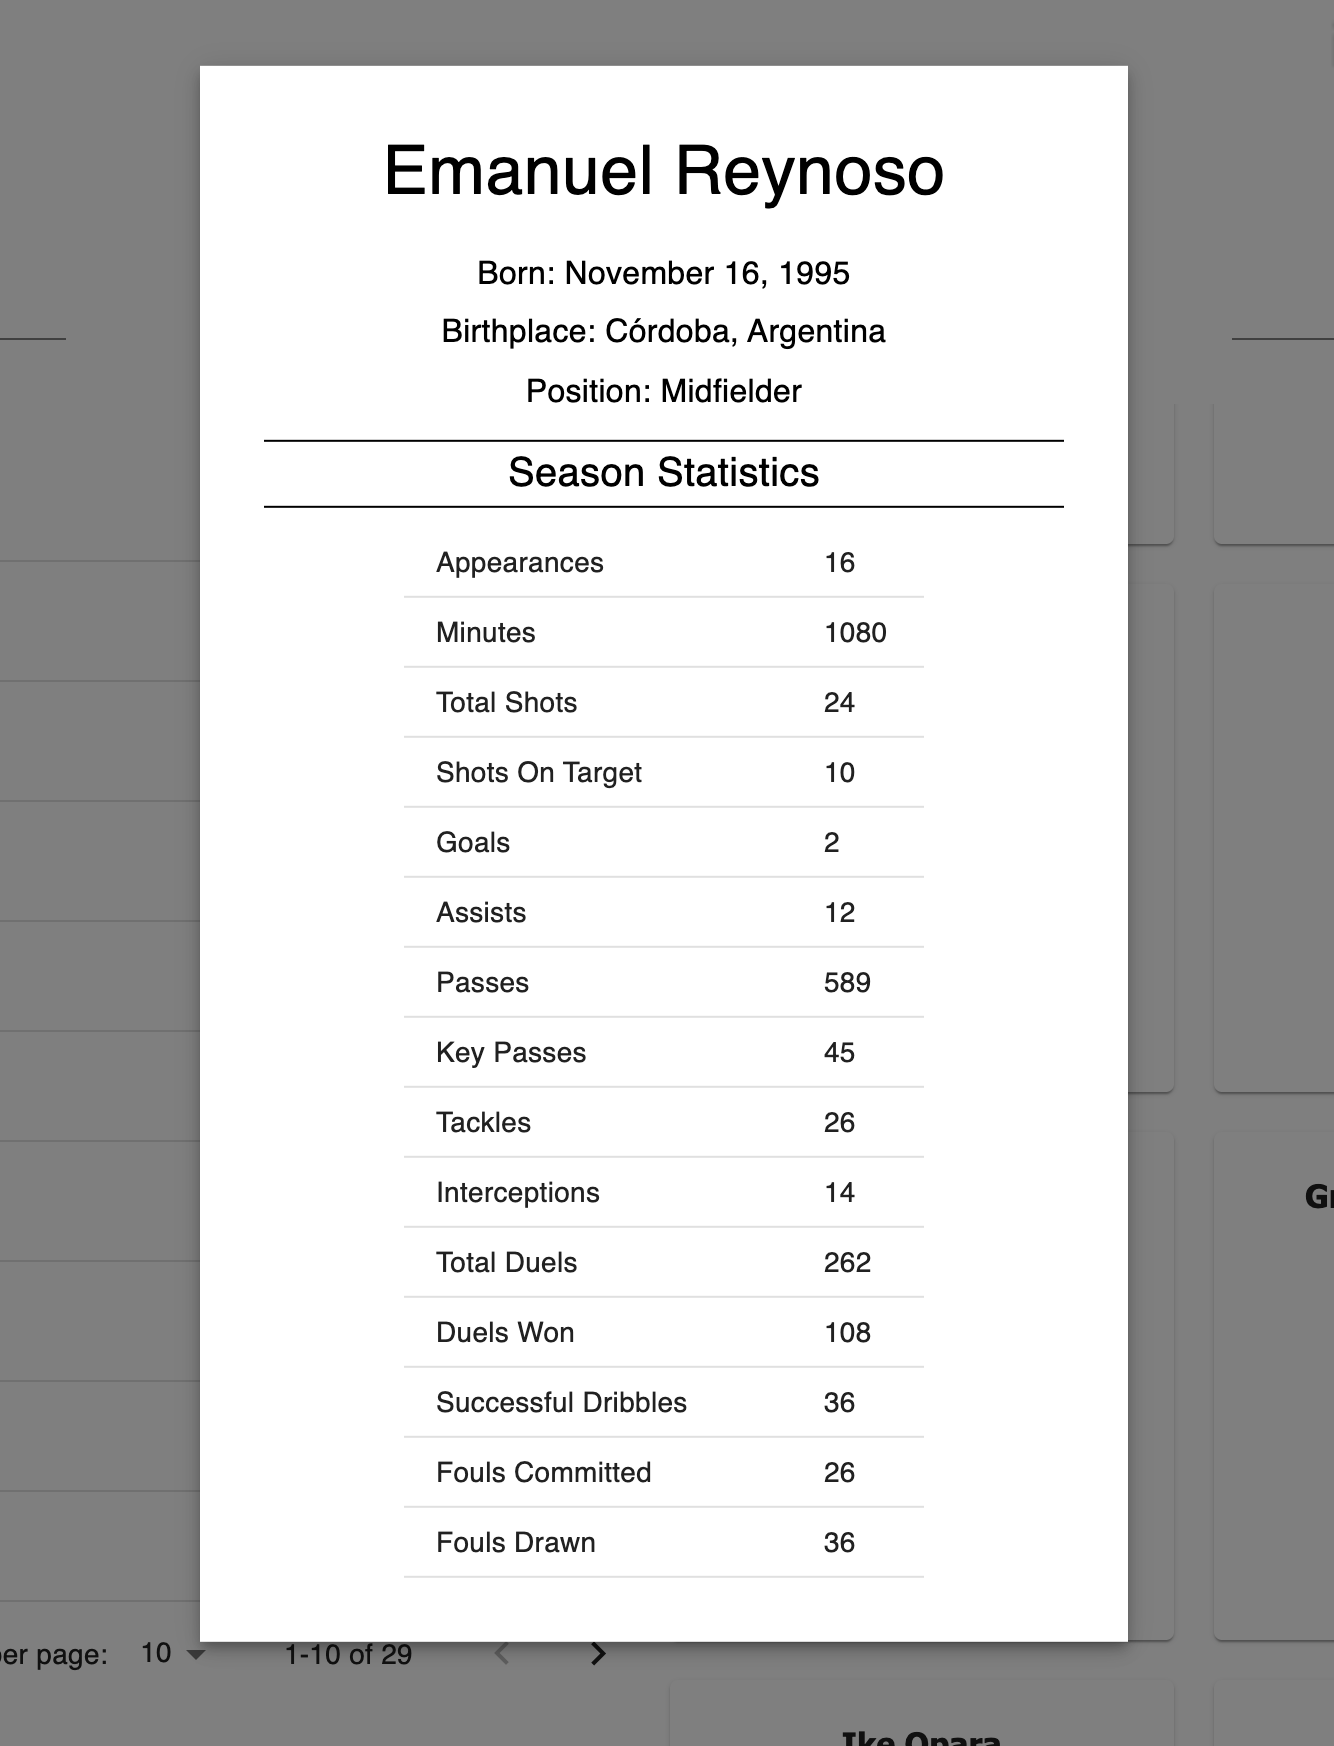 Emanuel Reynoso
Born: November 16, 1995
Birthplace: Córdoba, Argentina
Position: Midfielder
Season Statistics
Appearances 16
Minutes 1080
Total Shots 24
Shots On Target 10
Goals 2
Assists 12
Passes 589
Key Passes 45
Tackles 26
Interceptions 14
Total Duels 262
Duels Won 108
Successful Dribbles 36
Fouls Committed 26
Fouls Drawn 36
per page: 10 1-10 of 29
Ike Opara